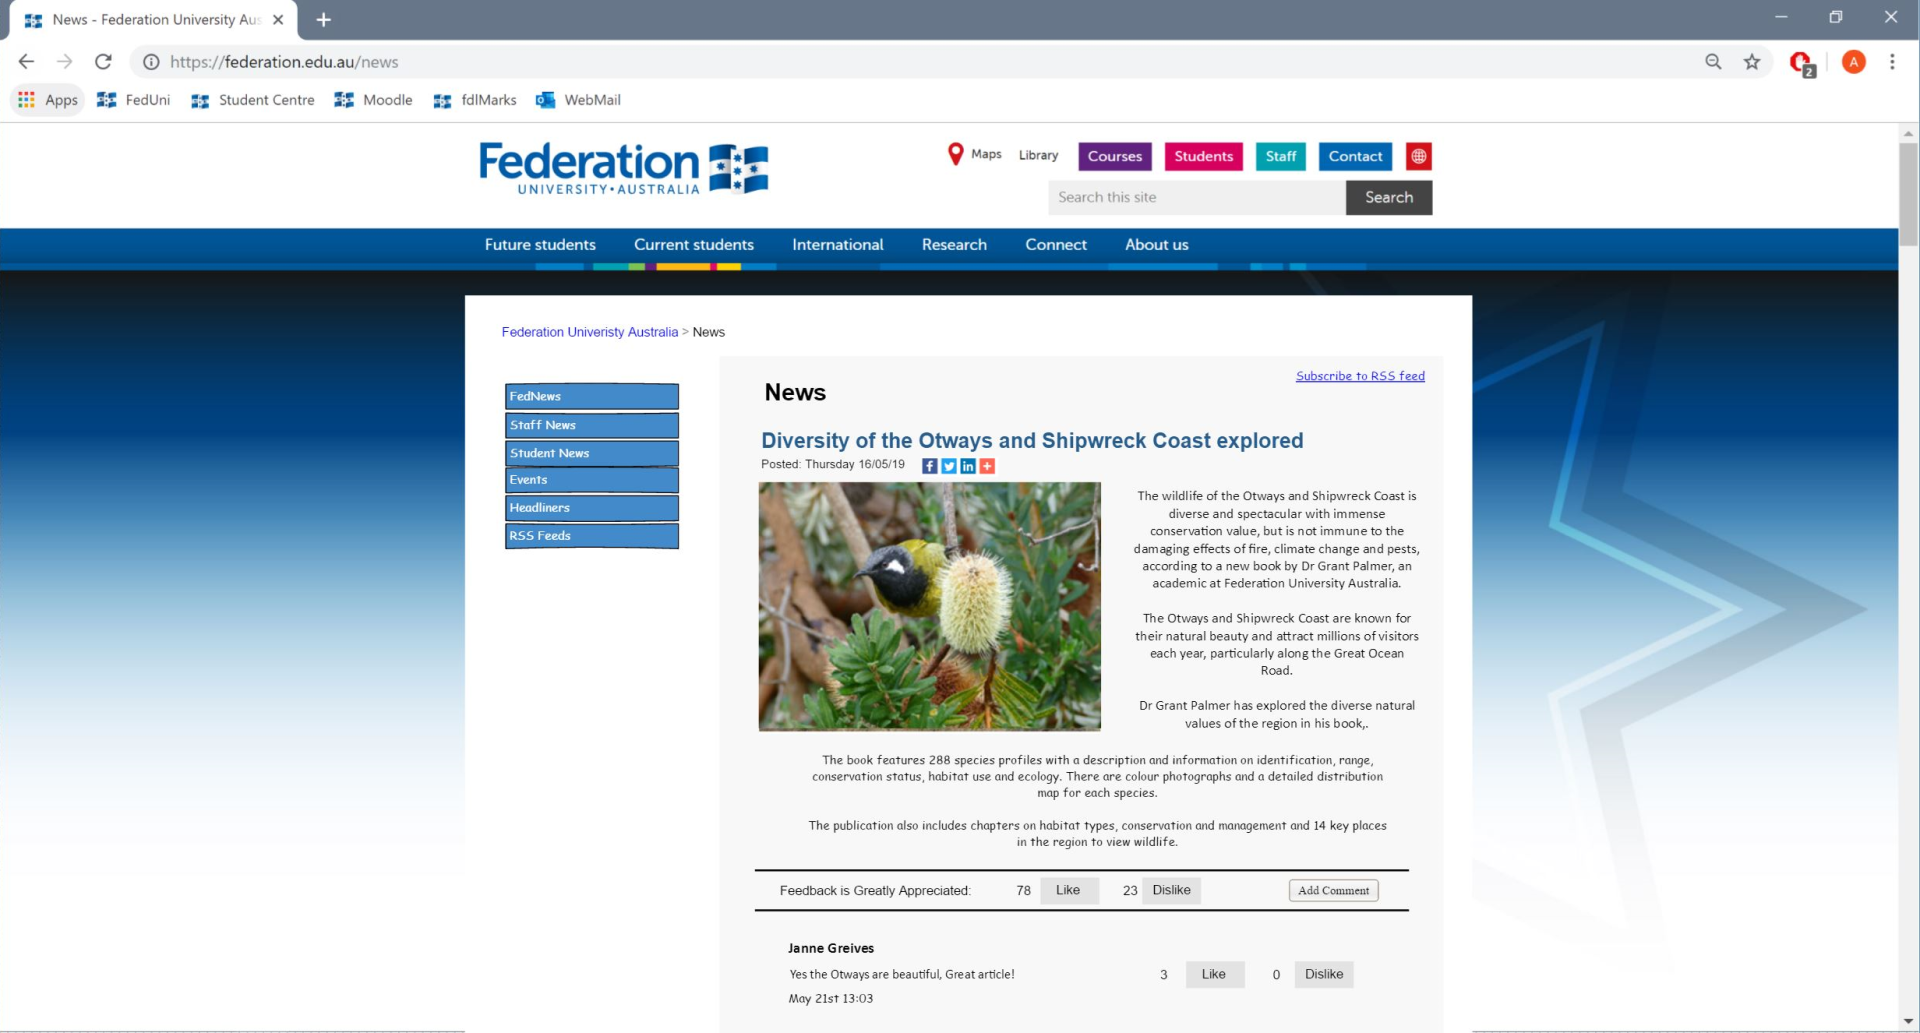 News - Federation University Aus
https://federation.edu.au/news
2
A
Apps FedUni Student Centre Moodle fdlMarks WebMail
Federation
UNIVERSITY • AUSTRALIA
Maps Library Courses Students Staff Contact
Search this site Search
Future students Current students International Research Connect About us
Federation Univeristy Australia > News
FedNews
Staff News
Student News
Events
Headliners
RSS Feeds
Subscribe to RSS feed
News
Diversity of the Otways and Shipwreck Coast explored
Posted: Thursday 16/05/19
The wildlife of the Otways and Shipwreck Coast is
diverse and spectacular with immense
conservation value, but is not immune to the
damaging effects of fire, climate change and pests,
according to a new book by Dr Grant Palmer, an
academic at Federation University Australia.
The Otways and Shipwreck Coast are known for
their natural beauty and attract millions of visitors
each year, particularly along the Great Ocean
Road.
Dr Grant Palmer has explored the diverse natural
values of the region in his book,.
The book features 288 species profiles with a description and information on identification, range,
conservation status, habitat use and ecology. There are colour photographs and a detailed distribution
map for each species.
The publication also includes chapters on habitat types, conservation and management and 14 key places
in the region to view wildlife.
Feedback is Greatly Appreciated: 78 Like 23 Dislike Add Comment
Janne Greives
Yes the Otways are beautiful, Great article! 3 Like 0 Dislike
May 21st 13:03